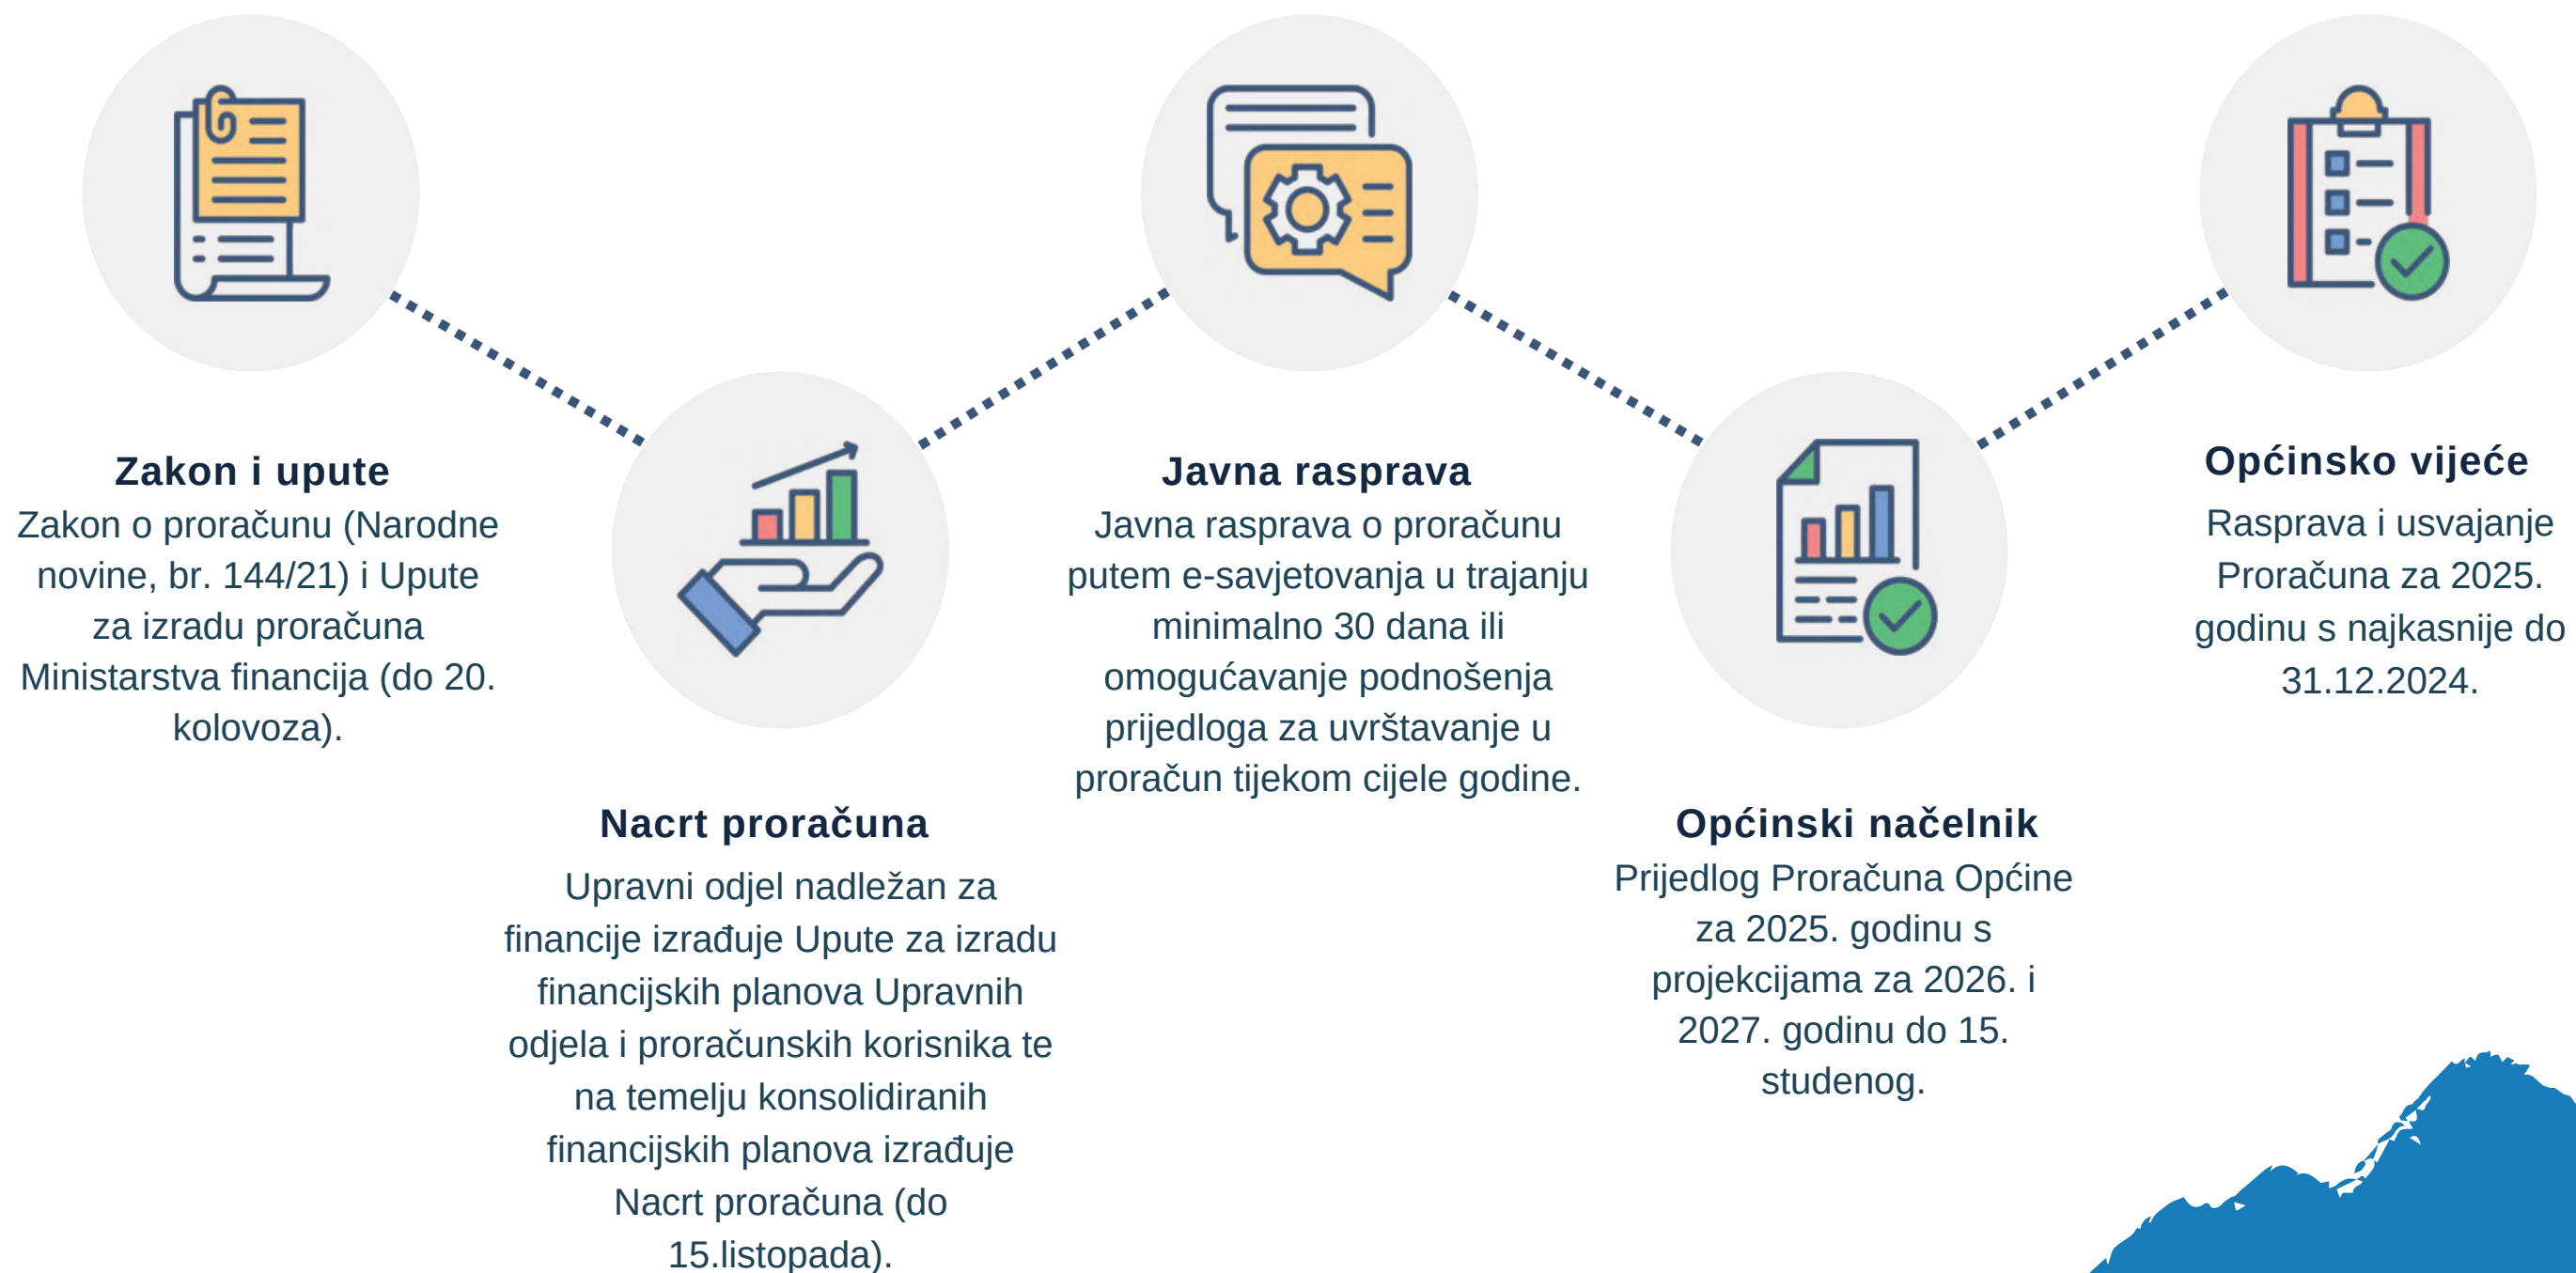 Zakon i upute
Zakon o proračunu (Narodne
novine, br. 144/21) i Upute
za izradu proračuna
Ministarstva financija (do 20.
kolovoza).
Nacrt proračuna
Upravni odjel nadležan za
financije izrađuje Upute za izradu
financijskih planova Upravnih
odjela i proračunskih korisnika te
na temelju konsolidiranih
financijskih planova izrađuje
Nacrt proračuna (do
15.listopada).
Javna rasprava
Javna rasprava o proračunu
putem e-savjetovanja u trajanju
minimalno 30 dana ili
omogućavanje podnošenja
prijedloga za uvrštavanje u
proračun tijekom cijele godine.
Općinski načelnik
Prijedlog Proračuna Općine
za 2025. godinu s
projekcijama za 2026. i
2027. godinu do 15.
studenog.
Općinsko vijeće
Rasprava i usvajanje
Proračuna za 2025.
godinu s najkasnije do
31.12.2024.